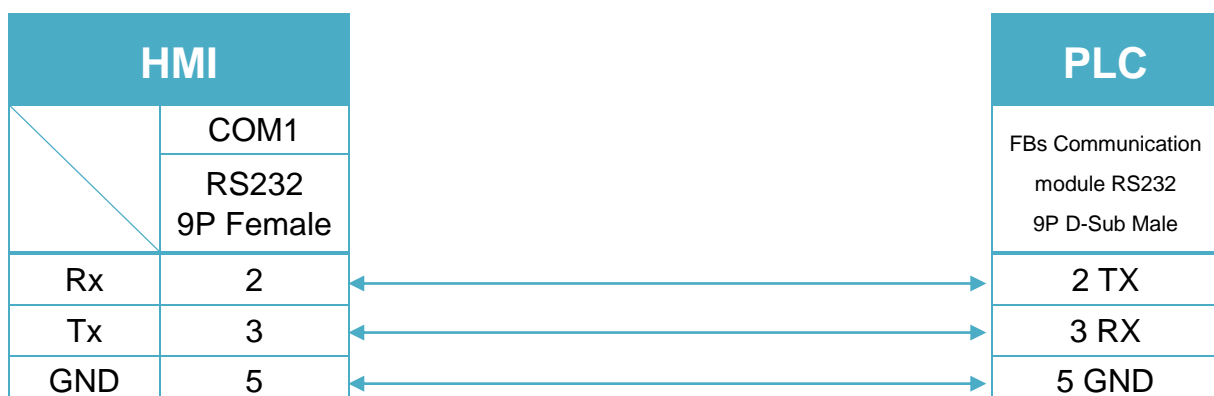 HMI
PLC
COM1
RS232
9P Female
FBs Communication
module RS232
9P D-Sub Male
Rx 2 2 TX
Tx 3 3 RX
GND 5 5 GND